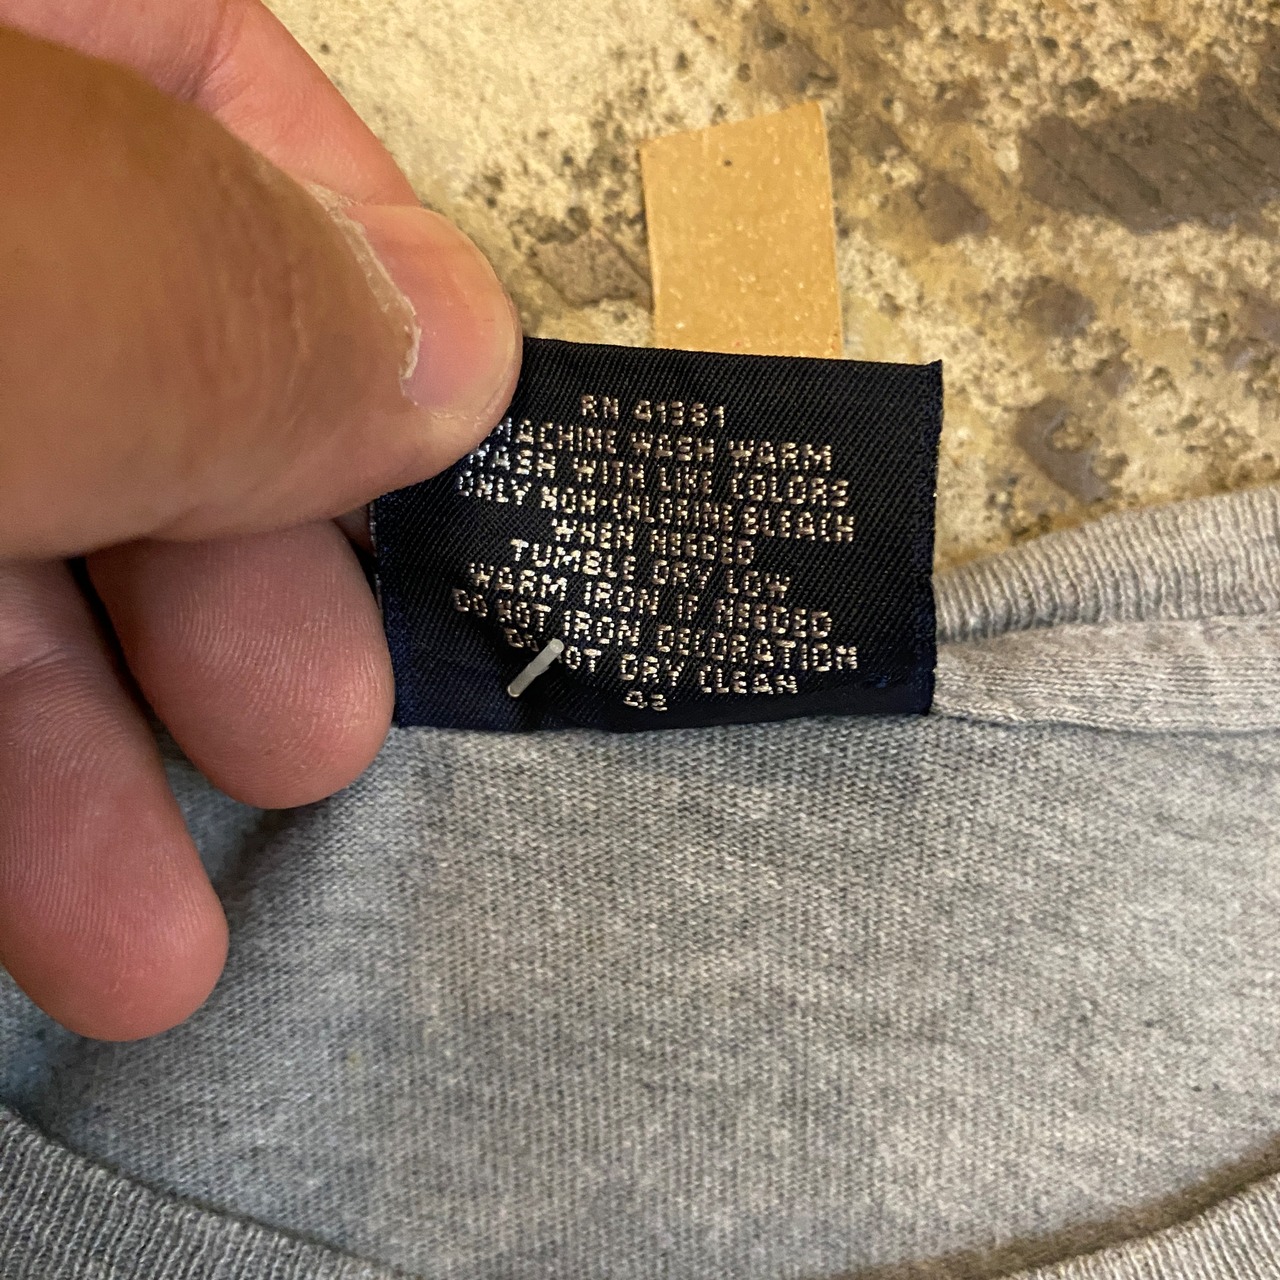 RN 41381
MACHINE WASH WARM
WASH WITH LIKE COLORS
ONLY NON-CHLORINE BLEACH
WHEN NEEDED
TUMBLE DRY LOW
WARM IRON IF NEEDED
DO NOT IRON DECORATION
DO NOT DRY CLEAN